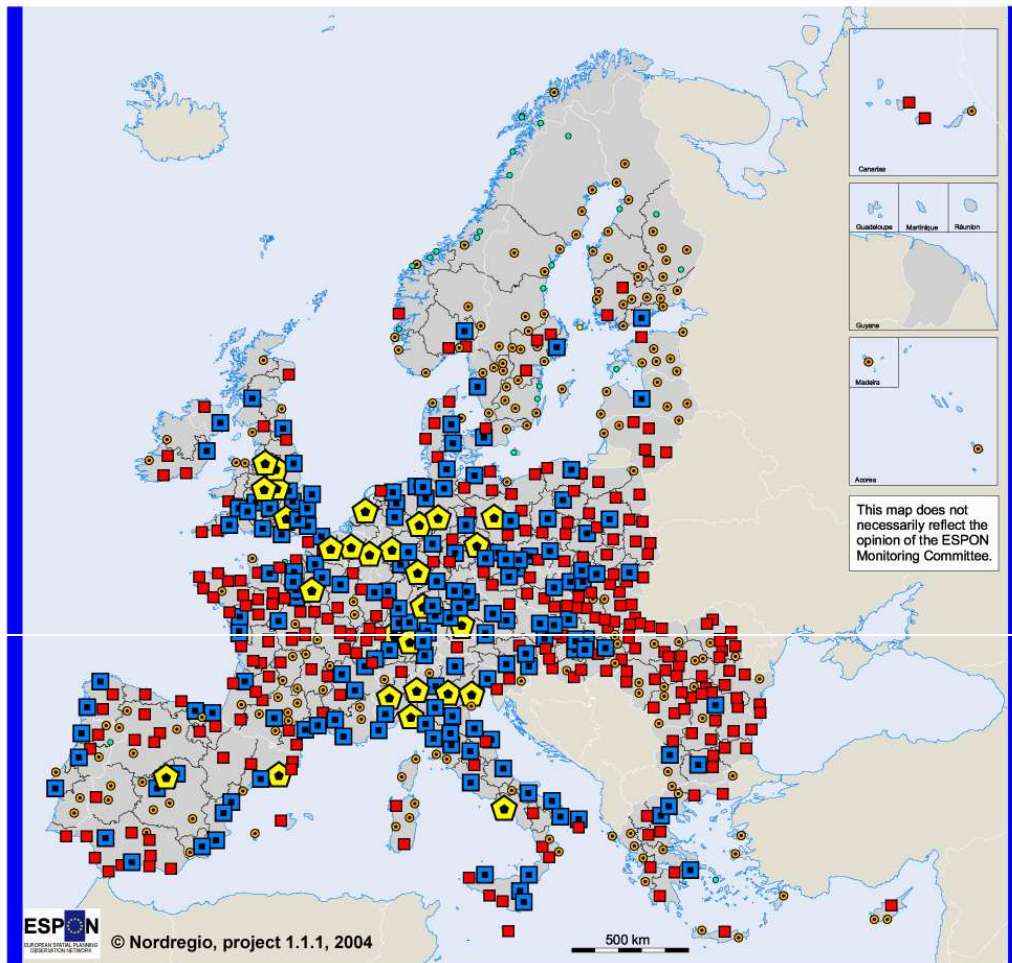 Canarias
Guadeloupe
Martinique
Réunion
Guyane
Madeira
Acores
This map does not
necessarily reflect the
opinion of the ESPON
Monitoring Committee.
ESPON
EUROPEAN SPATIAL PLANNING
OBSERVATION NETWORK
© Nordregio, project 1.1.1, 2004
500 km